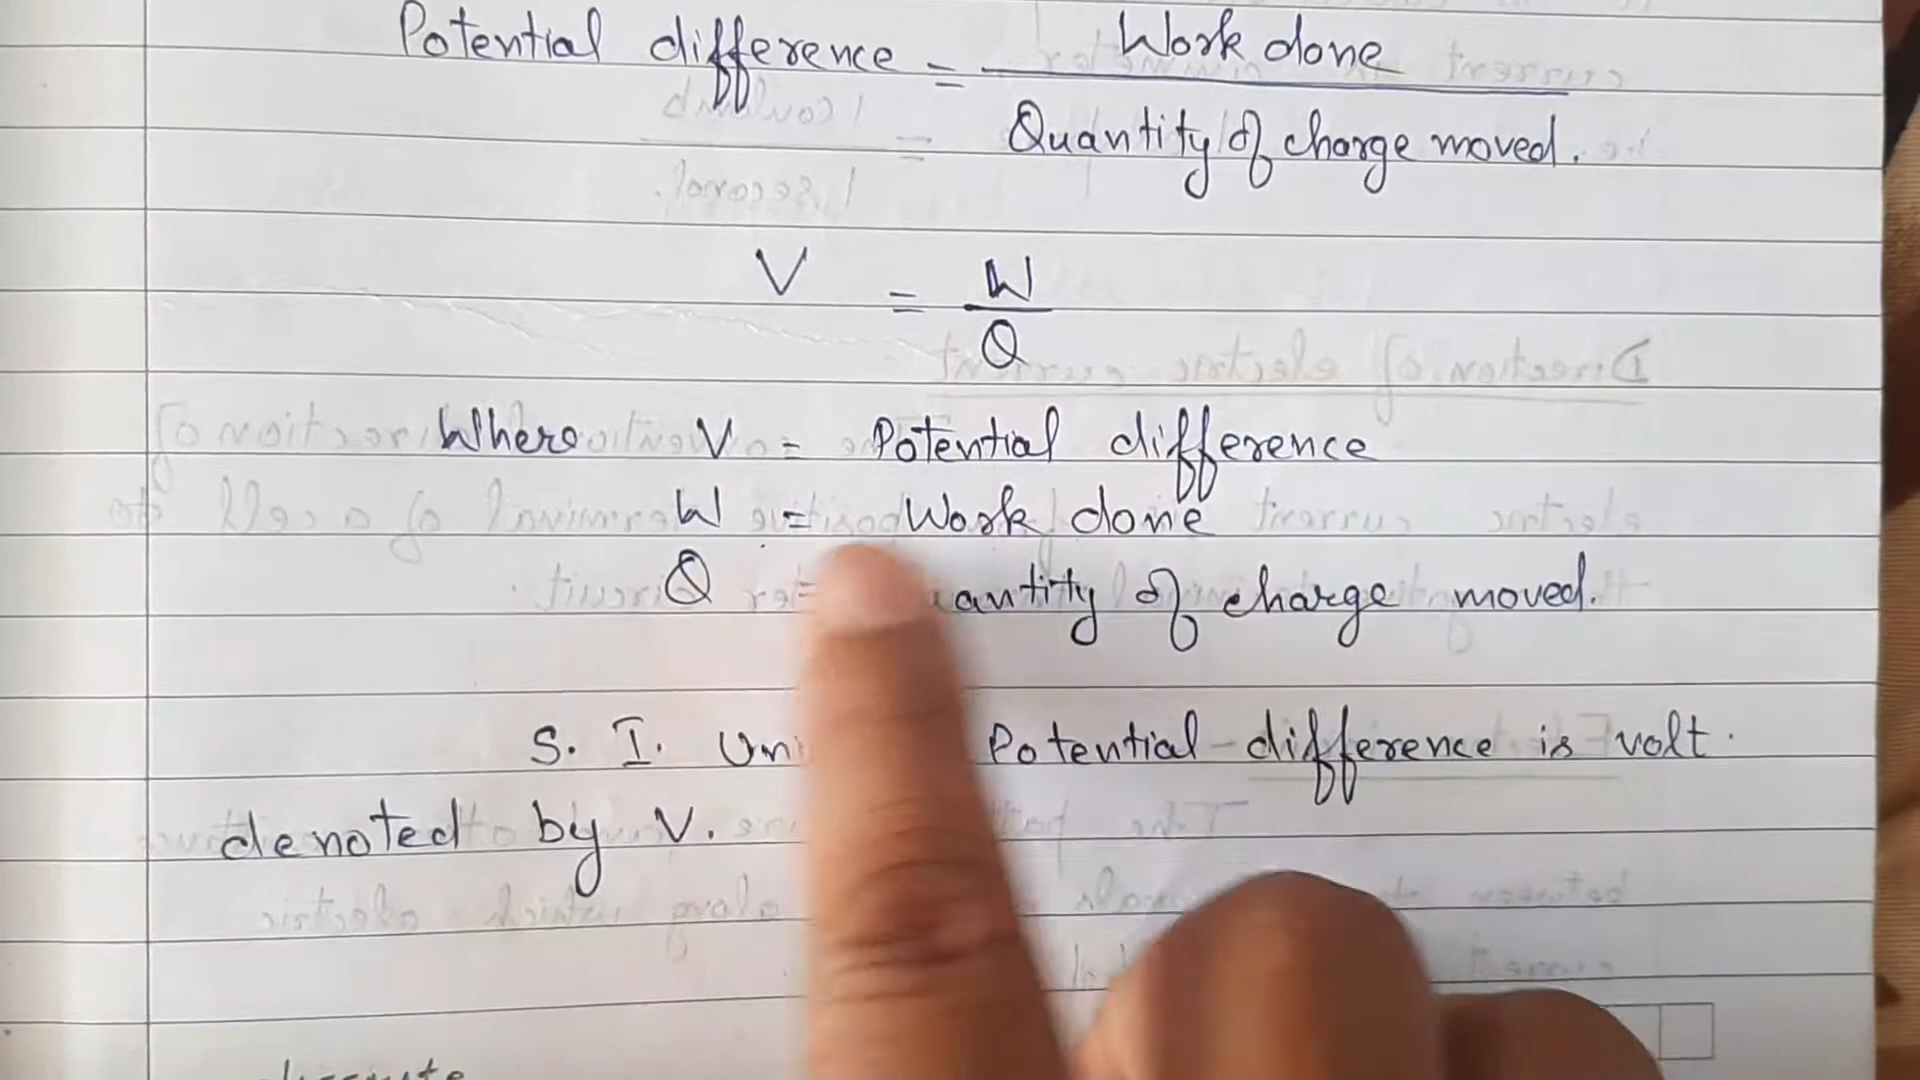 Potential difference = Work done
Quantity of charge moved.
V = W
Q
Where V = Potential difference
W = Work done
Q = antity of charge moved.
S. I. Uni Potential difference is volt.
denoted by V.